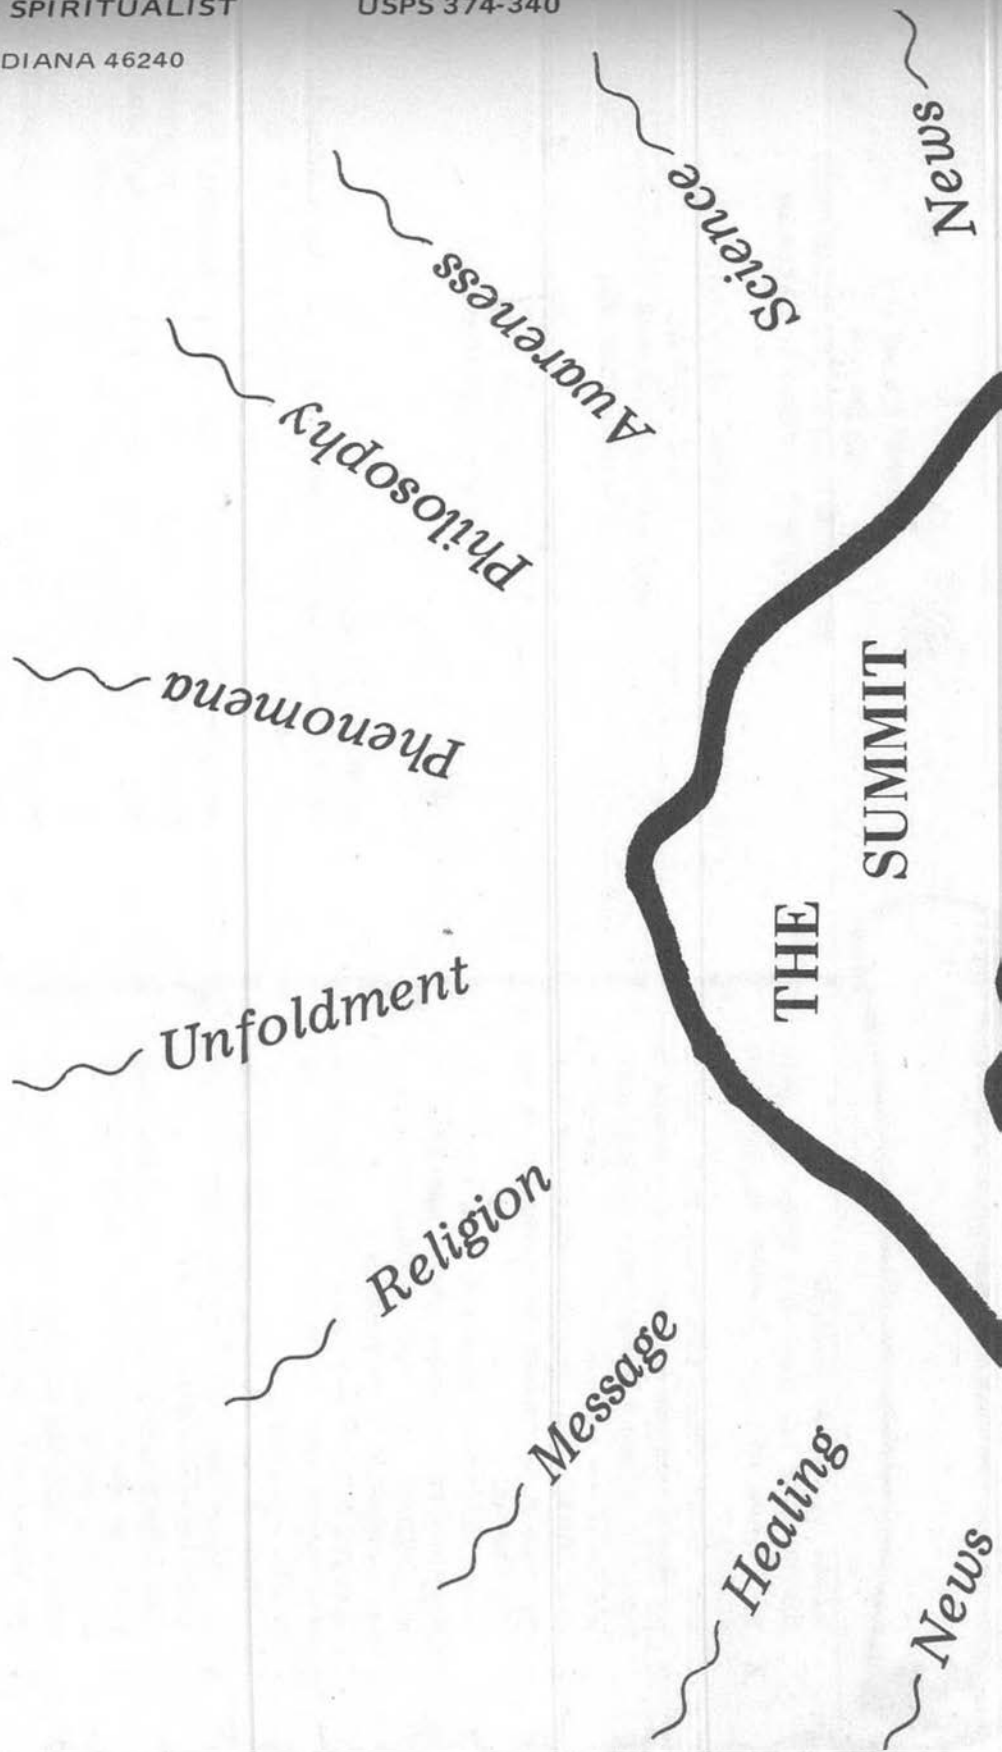 SPIRITUALIST USPS 374-340
DIANA 46240
News
Science
Awareness
Philosophy
Phenomena
Unfoldment
Religion
Message
Healing
News
THE
SUMMIT